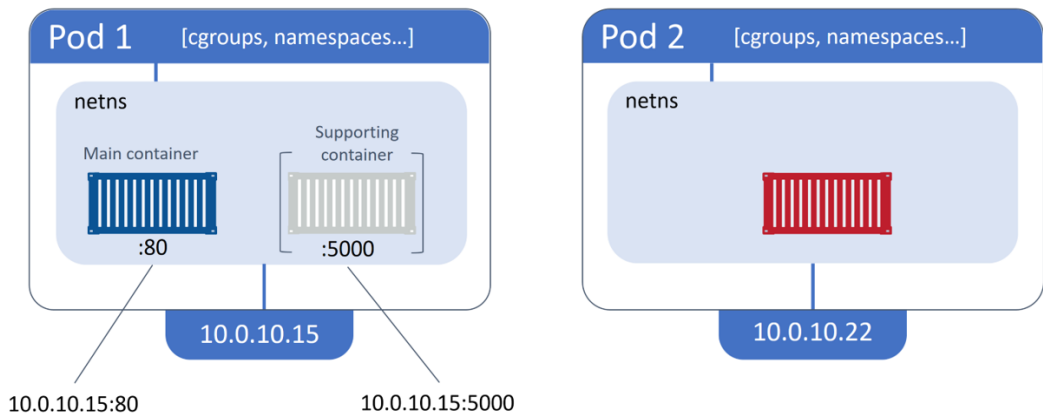 Pod 1 [cgroups, namespaces...]
netns
Main container
Supporting
container
:80
:5000
10.0.10.15
10.0.10.15:80
10.0.10.15:5000
Pod 2 [cgroups, namespaces...]
netns
10.0.10.22